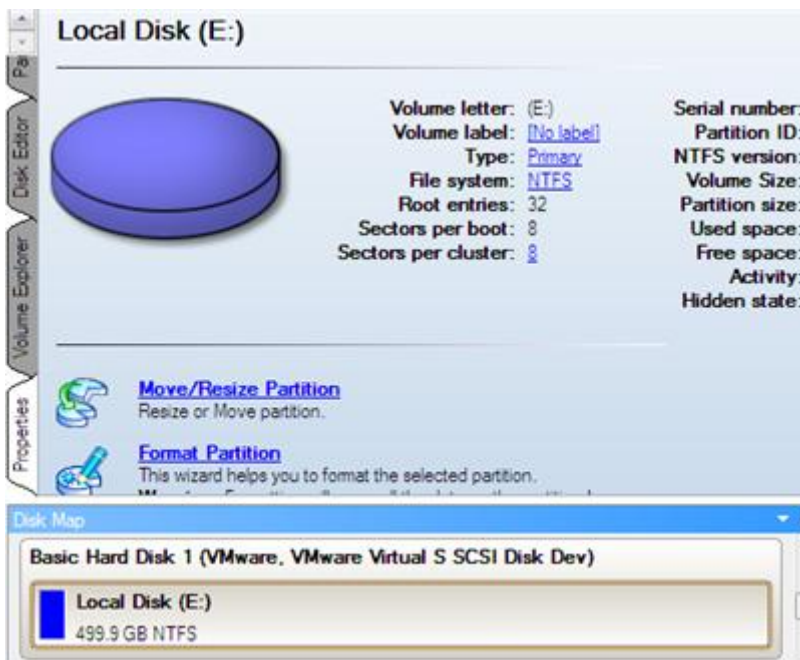 Local Disk (E:)
Pa
Disk Editor
Volume Explorer
Properties
Volume letter: (E:)
Volume label: [No label]
Type: Primary
File system: NTFS
Root entries: 32
Sectors per boot: 8
Sectors per cluster: 8
Serial number:
Partition ID:
NTFS version:
Volume Size:
Partition size:
Used space:
Free space:
Activity:
Hidden state:
Move/Resize Partition
Resize or Move partition.
Format Partition
This wizard helps you to format the selected partition.
Disk Map
Basic Hard Disk 1 (VMware, VMware Virtual S SCSI Disk Dev)
Local Disk (E:)
499.9 GB NTFS